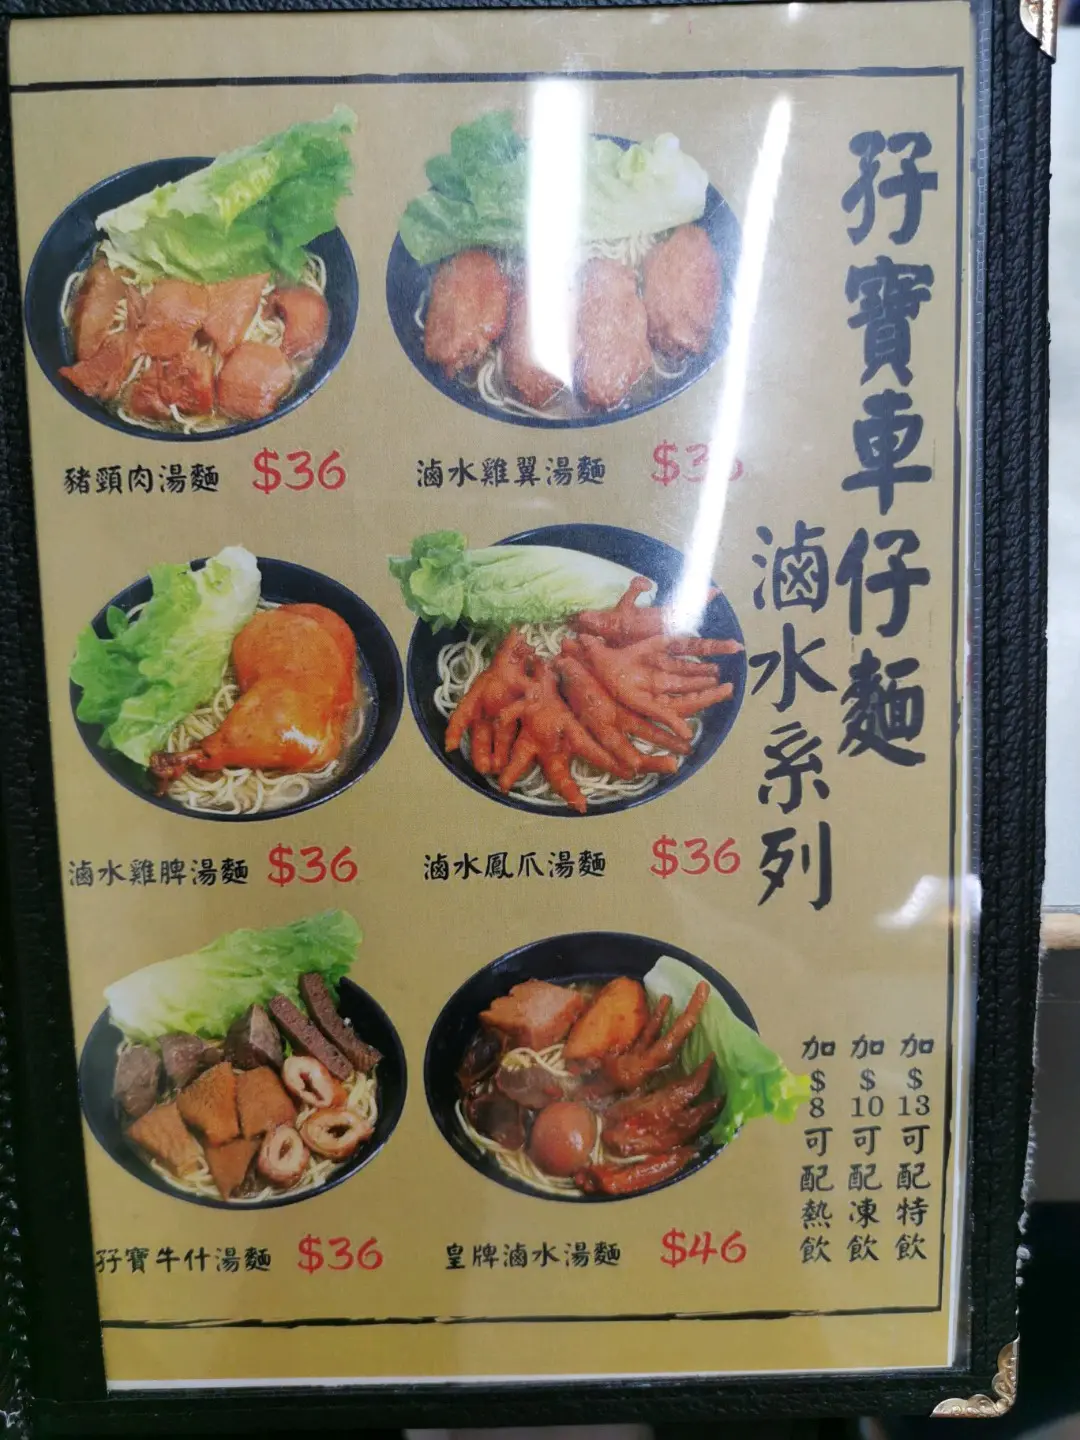 孖寶車仔麵
滷水系列
豬頸肉湯麵 $36
滷水雞翼湯麵
滷水雞脾湯麵 $36
滷水鳳爪湯麵 $36
孖寶牛什湯麵 $36
皇牌滷水湯麵 $46
加$13可配特飲
加$10可配凍飲
加$8可配熱飲